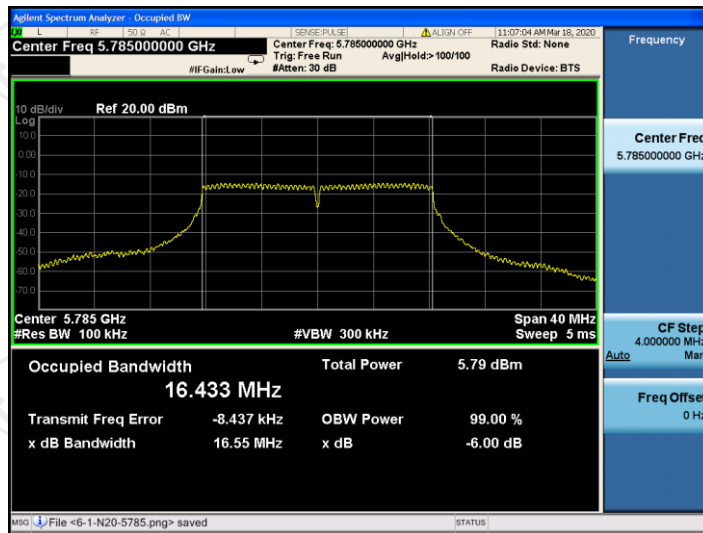 Agilent Spectrum Analyzer - Occupied BW
L RF 50 Ω AC SENSE:PULSE ALIGN OFF 11:07:04 AM Mar 18, 2020
Center Freq 5.785000000 GHz
Center Freq: 5.785000000 GHz
Radio Std: None
Trig: Free Run Avg|Hold:>100/100
#IFGain:Low #Atten: 30 dB Radio Device: BTS
10 dB/div Ref 20.00 dBm
Log
10.0
0.00
-10.0
-20.0
-30.0
-40.0
-50.0
-60.0
-70.0
Center 5.785 GHz Span 40 MHz
#Res BW 100 kHz #VBW 300 kHz Sweep 5 ms
Occupied Bandwidth Total Power 5.79 dBm
16.433 MHz
Transmit Freq Error -8.437 kHz OBW Power 99.00 %
x dB Bandwidth 16.55 MHz x dB -6.00 dB
MSG File <6-1-N20-5785.png> saved STATUS
Frequency
Center Freq
5.785000000 GHz
CF Step
4.000000 MHz
Auto Man
Freq Offset
0 Hz